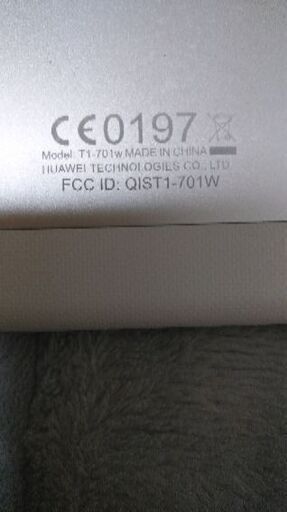 CE0197
Model: T1-701w MADE IN CHINA
HUAWEI TECHNOLOGIES CO., LTD
FCC ID: QIST1-701W